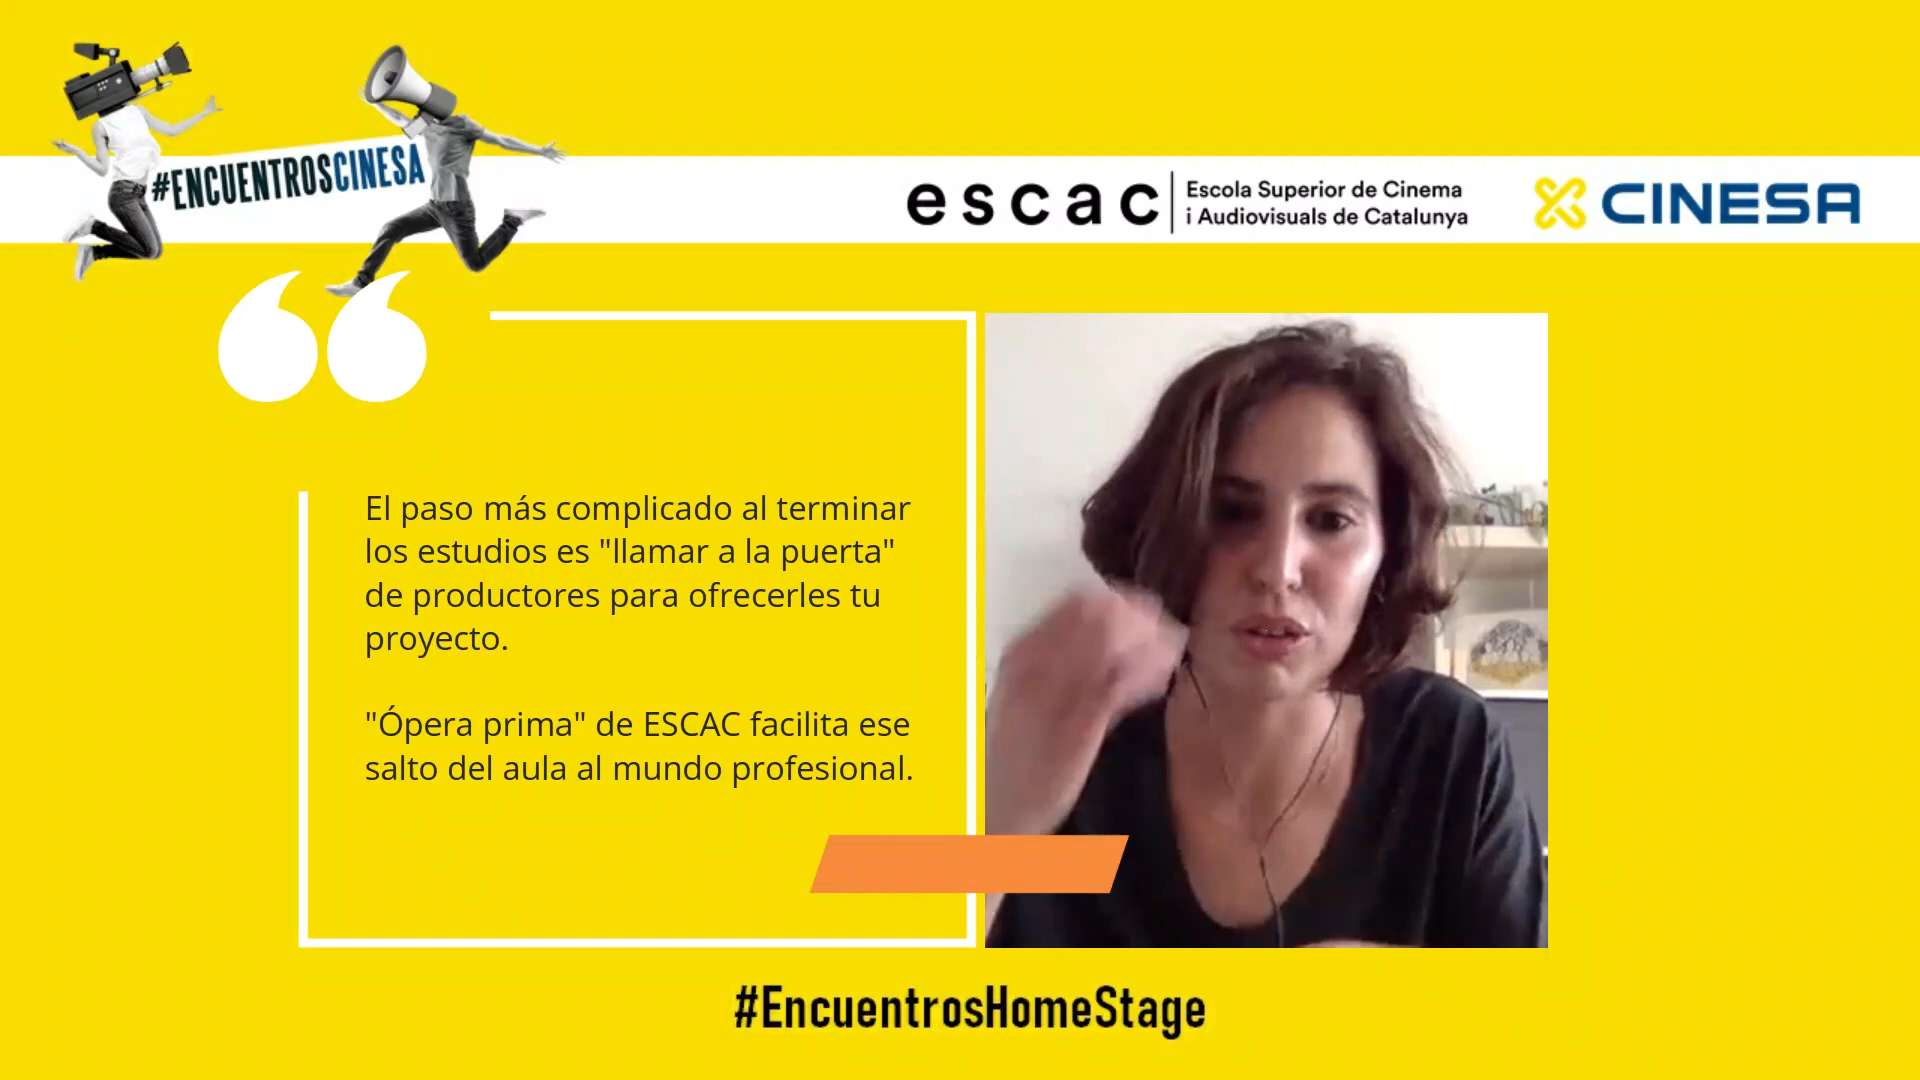 #ENCUENTROSCINESA
escac
Escola Superior de Cinema
i Audiovisuals de Catalunya
CINESA
El paso más complicado al terminar
los estudios es "llamar a la puerta"
de productores para ofrecerles tu
proyecto.
"Ópera prima" de ESCAC facilita ese
salto del aula al mundo profesional.
#EncuentrosHomeStage